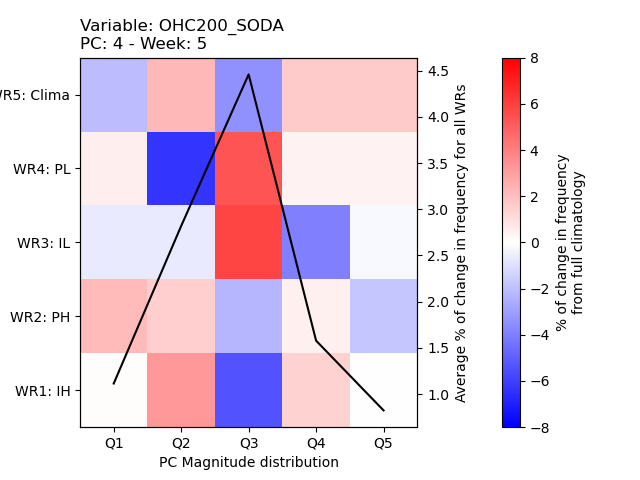 Variable: OHC200_SODA
PC: 4 - Week: 5
WR5: Clima
WR4: PL
WR3: IL
WR2: PH
WR1: IH
Q1 Q2 Q3 Q4 Q5
PC Magnitude distribution
4.5
4.0
3.5
3.0
2.5
2.0
1.5
1.0
Average % of change in frequency for all WRs
8
6
4
2
0
−2
−4
−6
−8
% of change in frequency
from full climatology